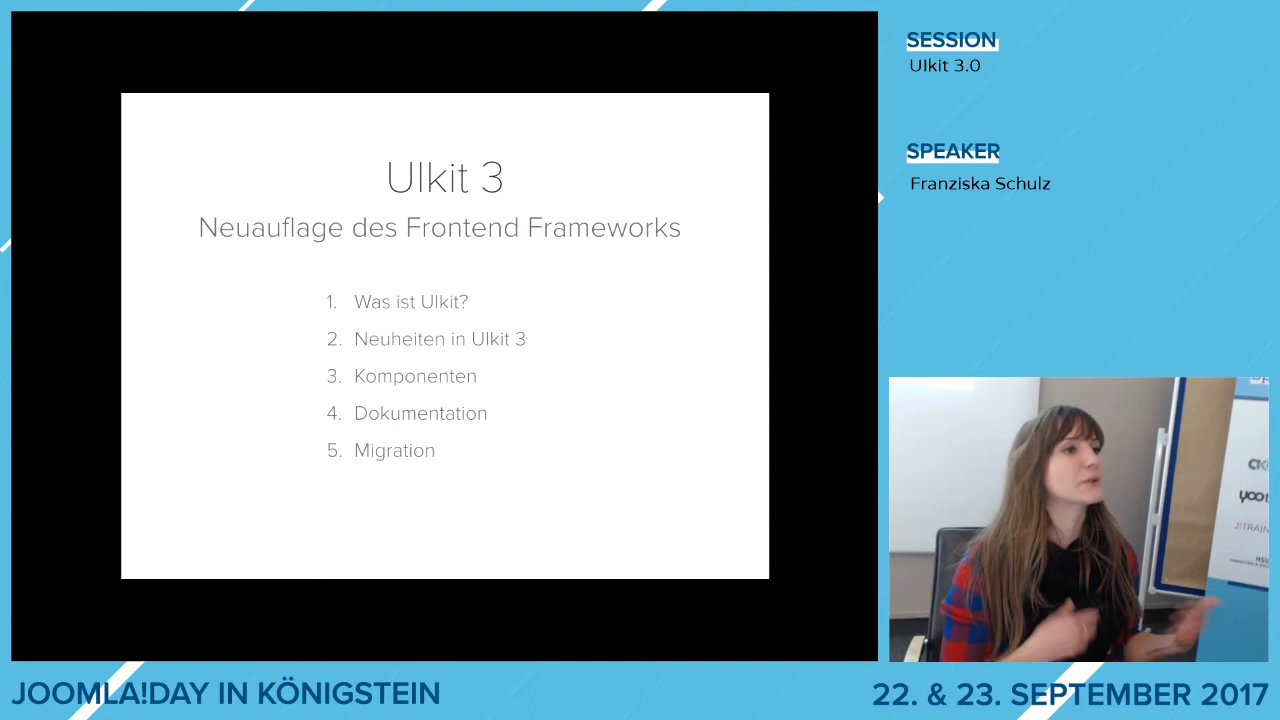 SESSION
UIkit 3.0
SPEAKER
Franziska Schulz
UIkit 3
Neuauflage des Frontend Frameworks
1. Was ist UIkit?
2. Neuheiten in UIkit 3
3. Komponenten
4. Dokumentation
5. Migration
JOOMLA!DAY IN KÖNIGSTEIN
22. & 23. SEPTEMBER 2017